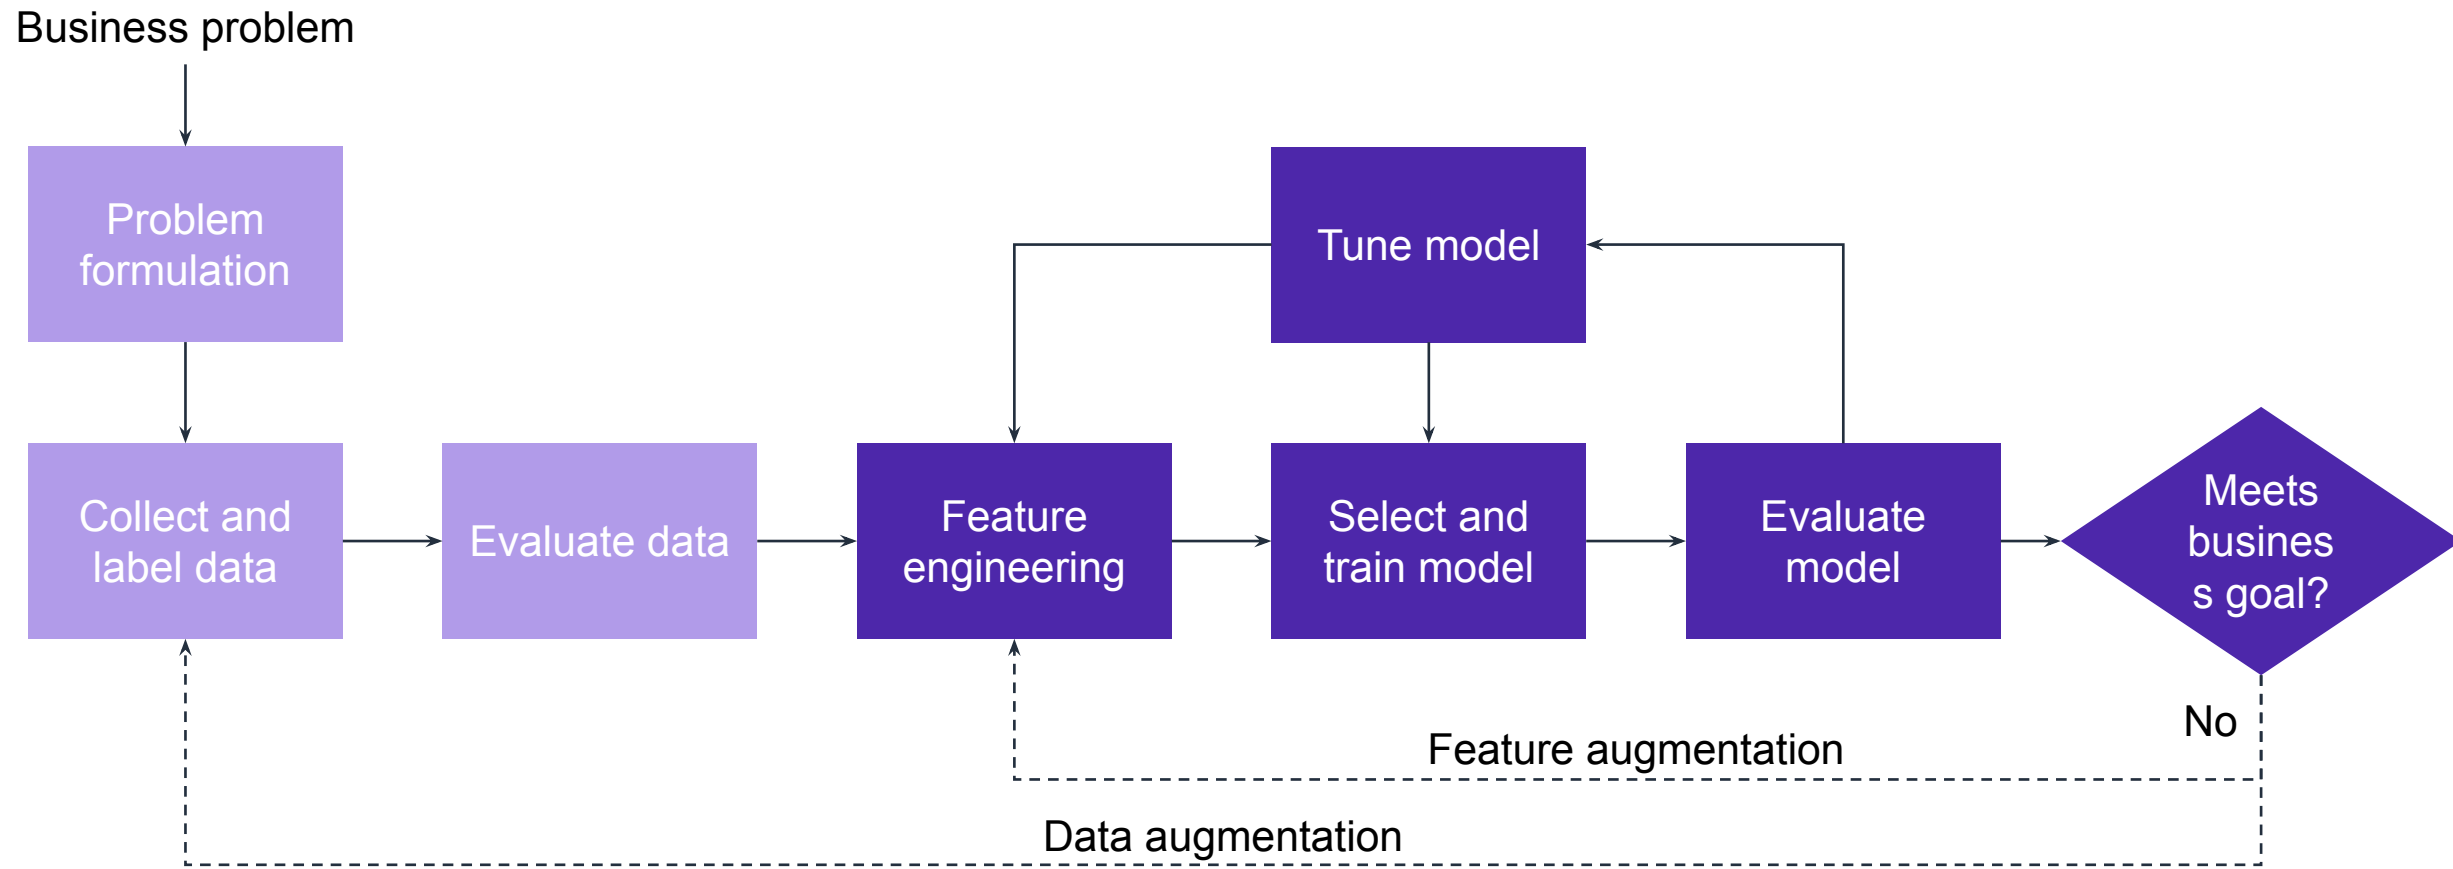 Business problem
Problem
formulation
Tune model
Collect and
label data
Evaluate data
Feature
engineering
Select and
train model
Evaluate
model
Meets
busines
s goal?
No
Feature augmentation
Data augmentation